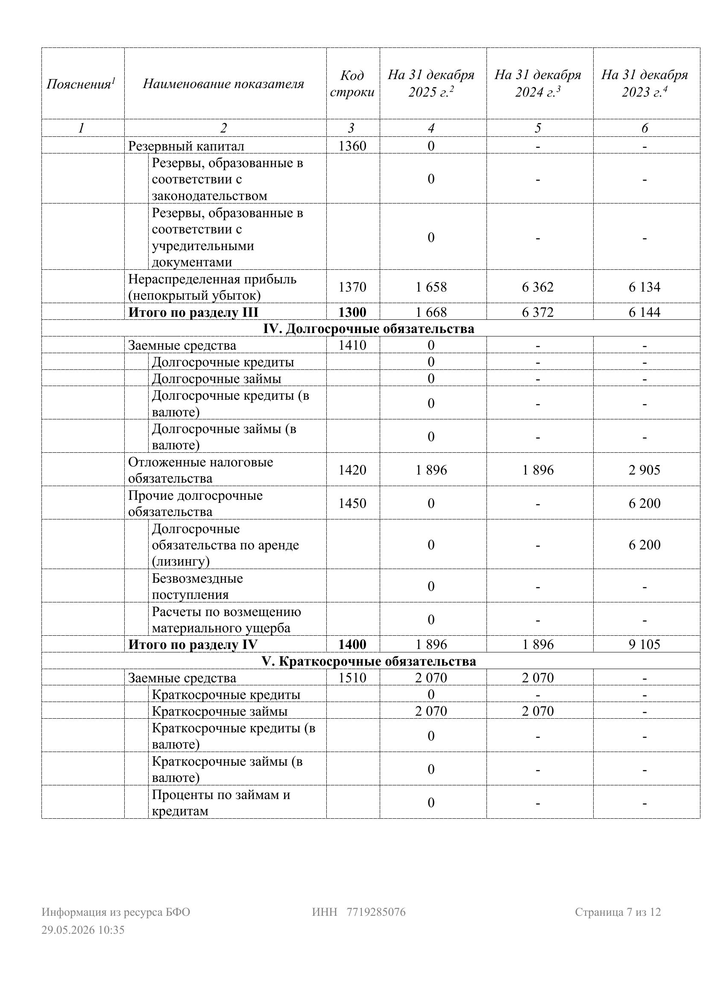 Пояснения¹ Наименование показателя Код строки На 31 декабря 2025 г.² На 31 декабря 2024 г.³ На 31 декабря 2023 г.⁴
1 2 3 4 5 6
Резервный капитал 1360 0 - -
Резервы, образованные в
соответствии с
законодательством
0 - -
Резервы, образованные в
соответствии с
учредительными
документами
0 - -
Нераспределенная прибыль
(непокрытый убыток)
1370 1 658 6 362 6 134
Итого по разделу III 1300 1 668 6 372 6 144
IV. Долгосрочные обязательства
Заемные средства 1410 0 - -
Долгосрочные кредиты 0 - -
Долгосрочные займы 0 - -
Долгосрочные кредиты (в
валюте)
0 - -
Долгосрочные займы (в
валюте)
0 - -
Отложенные налоговые
обязательства
1420 1 896 1 896 2 905
Прочие долгосрочные
обязательства
1450 0 - 6 200
Долгосрочные
обязательства по аренде
(лизингу)
0 - 6 200
Безвозмездные
поступления
0 - -
Расчеты по возмещению
материального ущерба
0 - -
Итого по разделу IV 1400 1 896 1 896 9 105
V. Краткосрочные обязательства
Заемные средства 1510 2 070 2 070 -
Краткосрочные кредиты 0 - -
Краткосрочные займы 2 070 2 070 -
Краткосрочные кредиты (в
валюте)
0 - -
Краткосрочные займы (в
валюте)
0 - -
Проценты по займам и
кредитам
0 - -
Информация из ресурса БФО ИНН 7719285076 Страница 7 из 12
29.05.2026 10:35